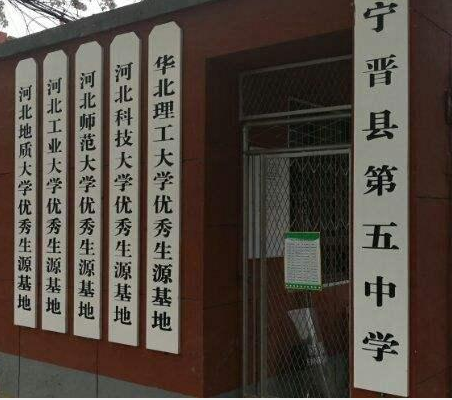 宁晋县第五中学
华北理工大学优秀生源基地
河北科技大学优秀生源基地
河北师范大学优秀生源基地
河北工业大学优秀生源基地
河北地质大学优秀生源基地